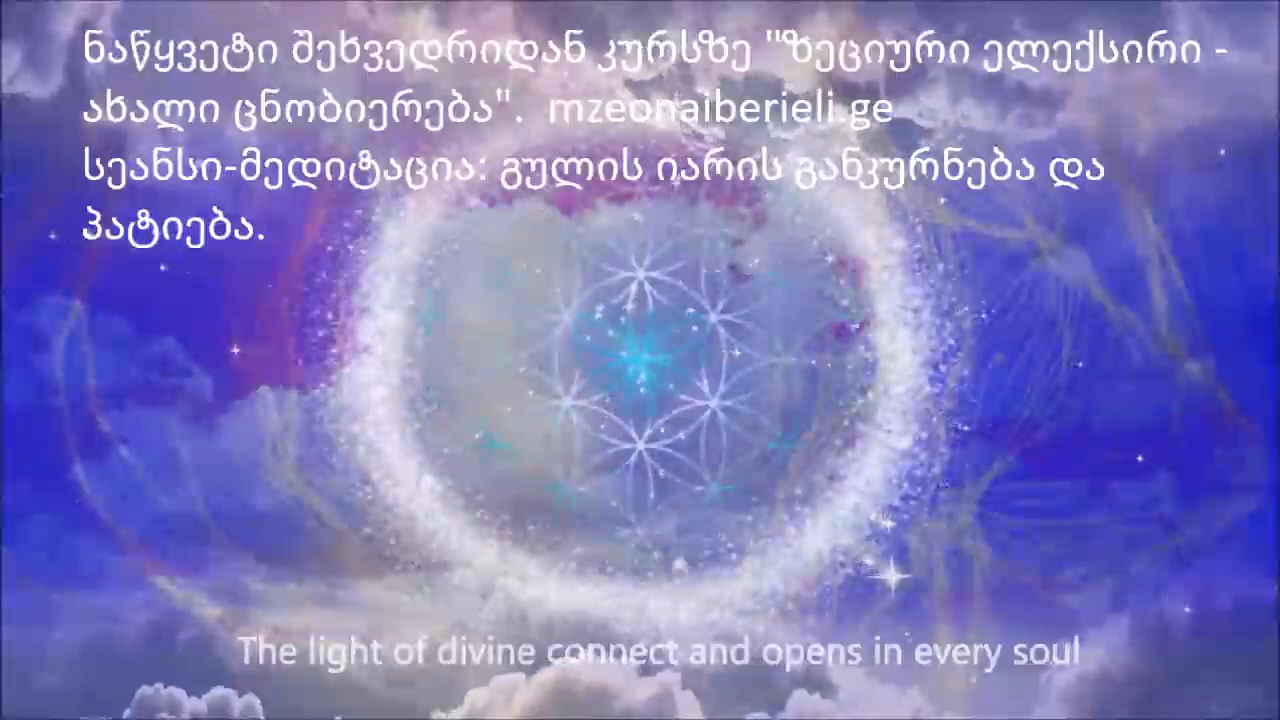 ნაწყვეტი შეხვედრიდან კურსზე "ზეციური ელექსირი -
ახალი ცნობიერება".  mzeonaiberieli.ge
სეანსი-მედიტაცია: გულის იარის განკურნება და
პატიება.
The light of divine connect and opens in every soul